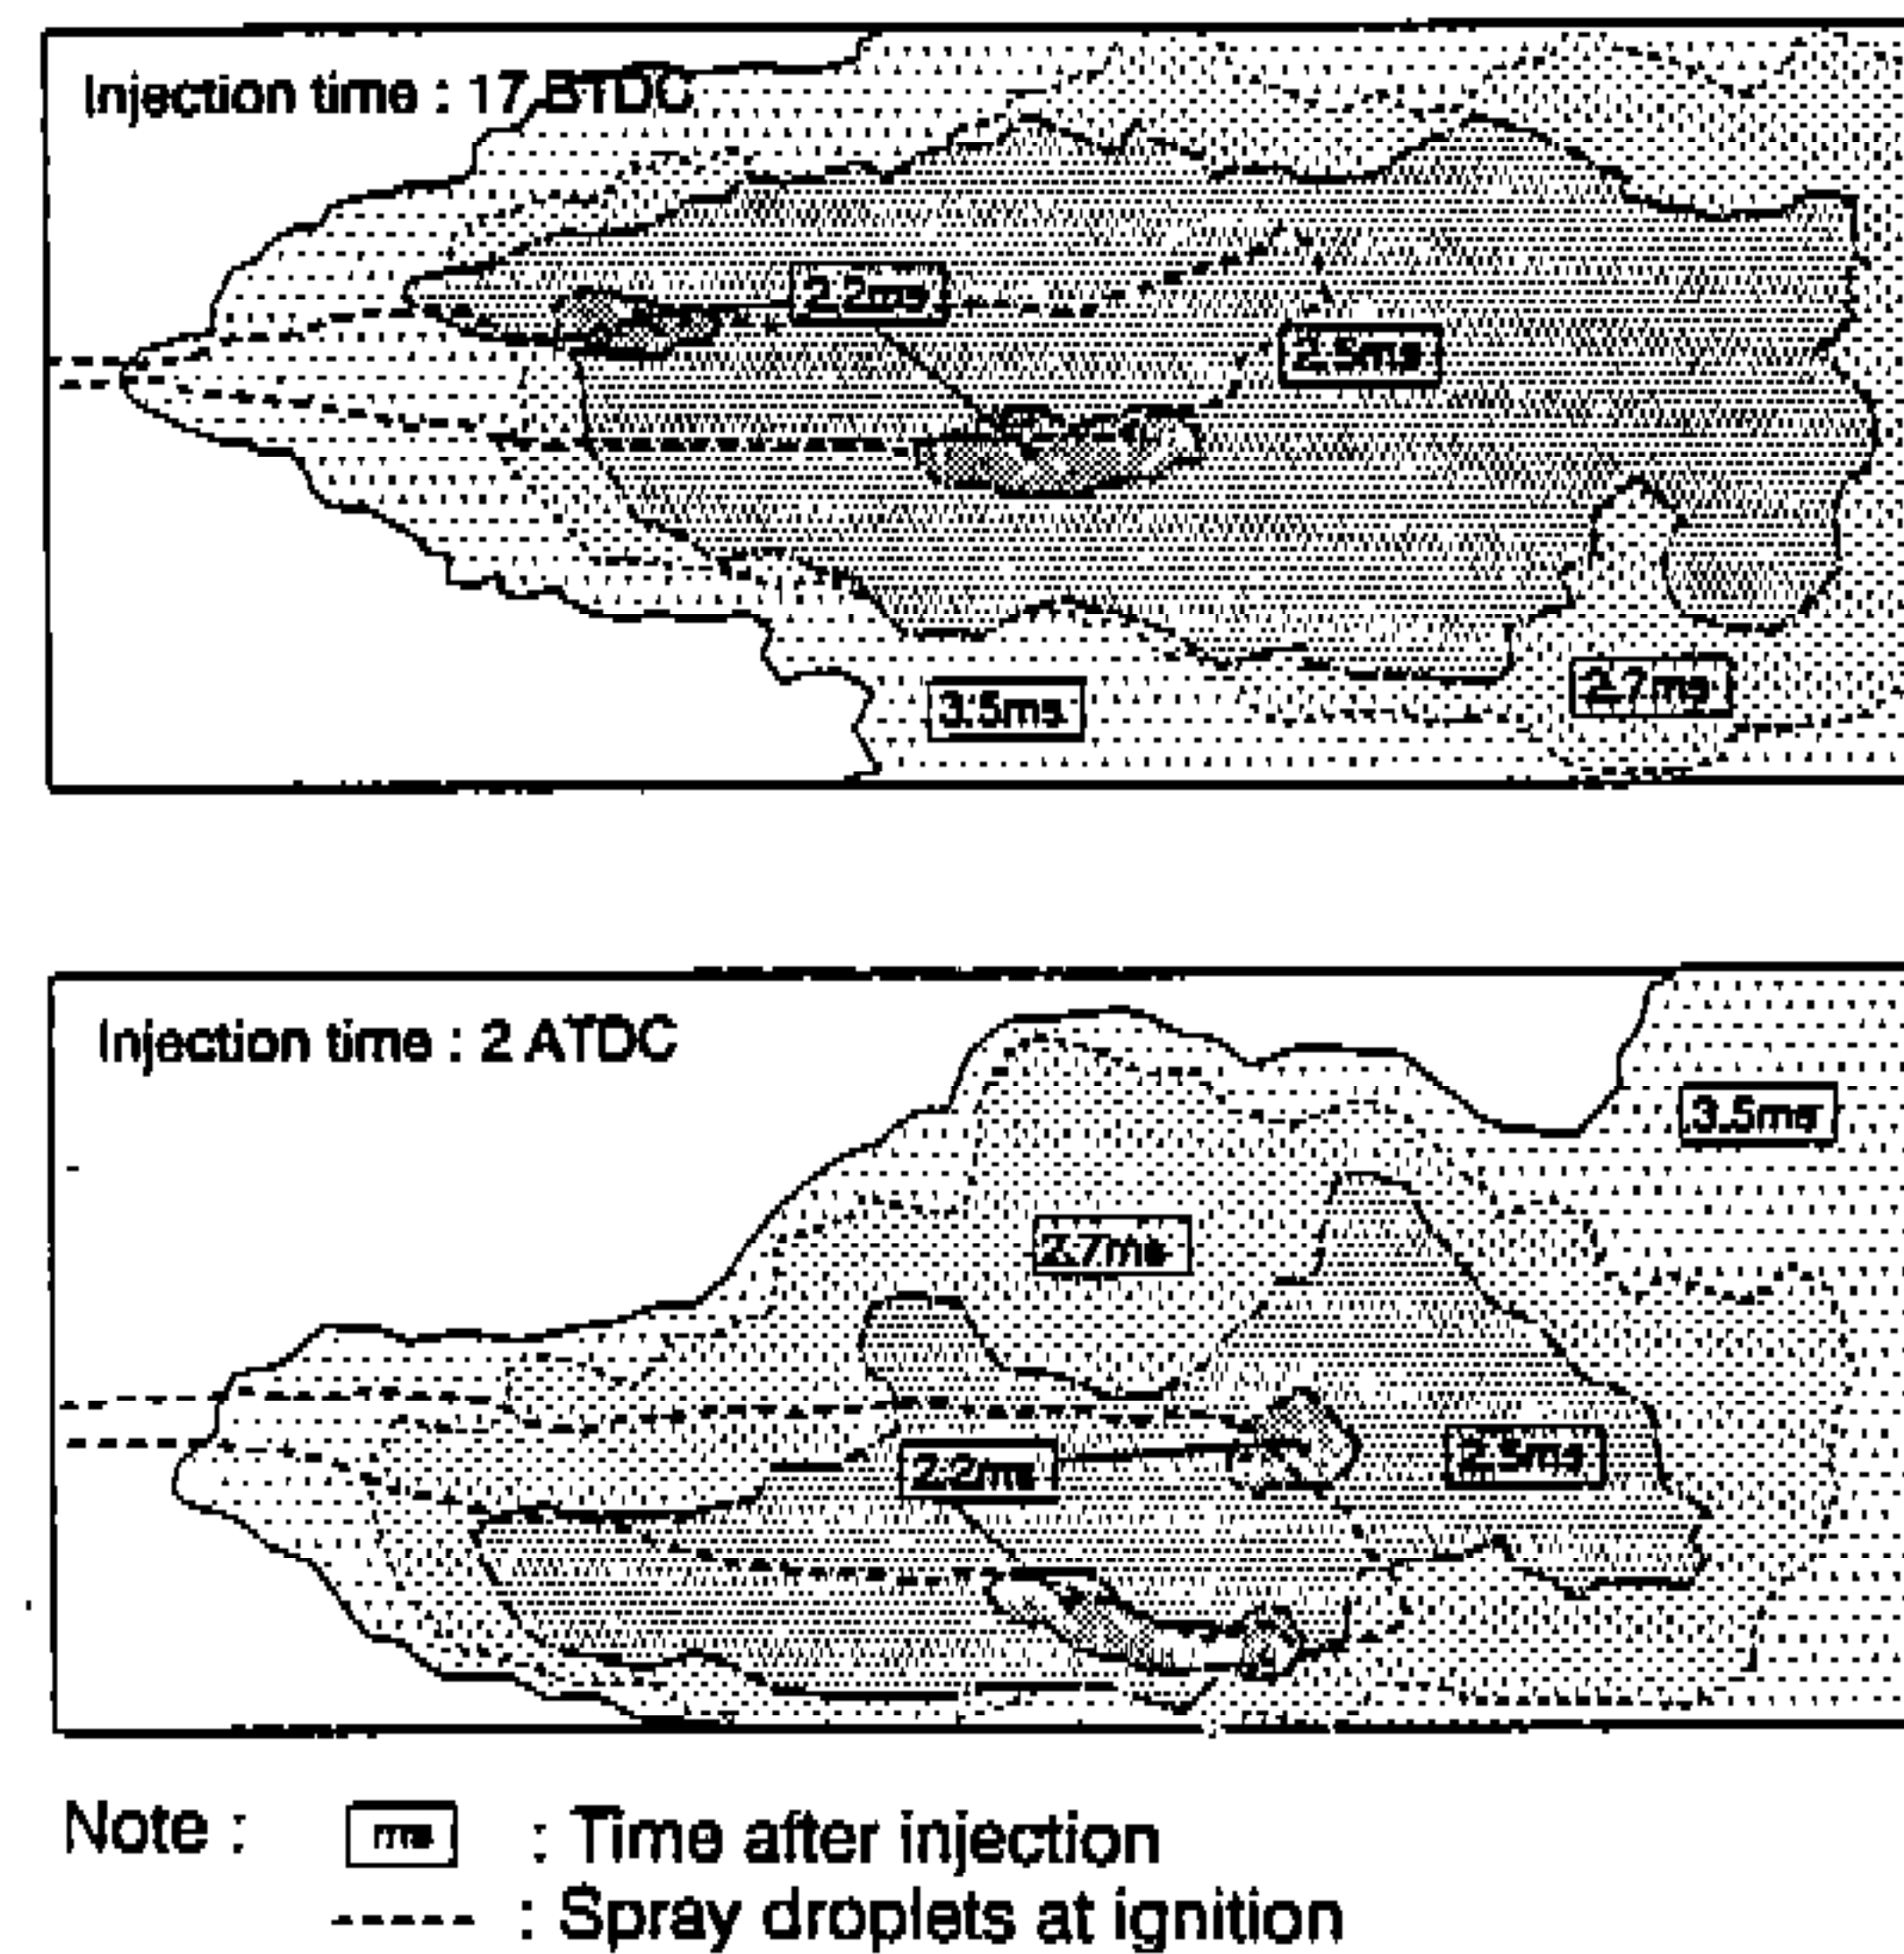 Injection time : 17 BTDC
2.2ms
2.5ms
2.7ms
3.5ms
Injection time : 2 ATDC
3.5ms
2.7ms
2.2ms
2.5ms
Note : ms : Time after injection
----- : Spray droplets at ignition